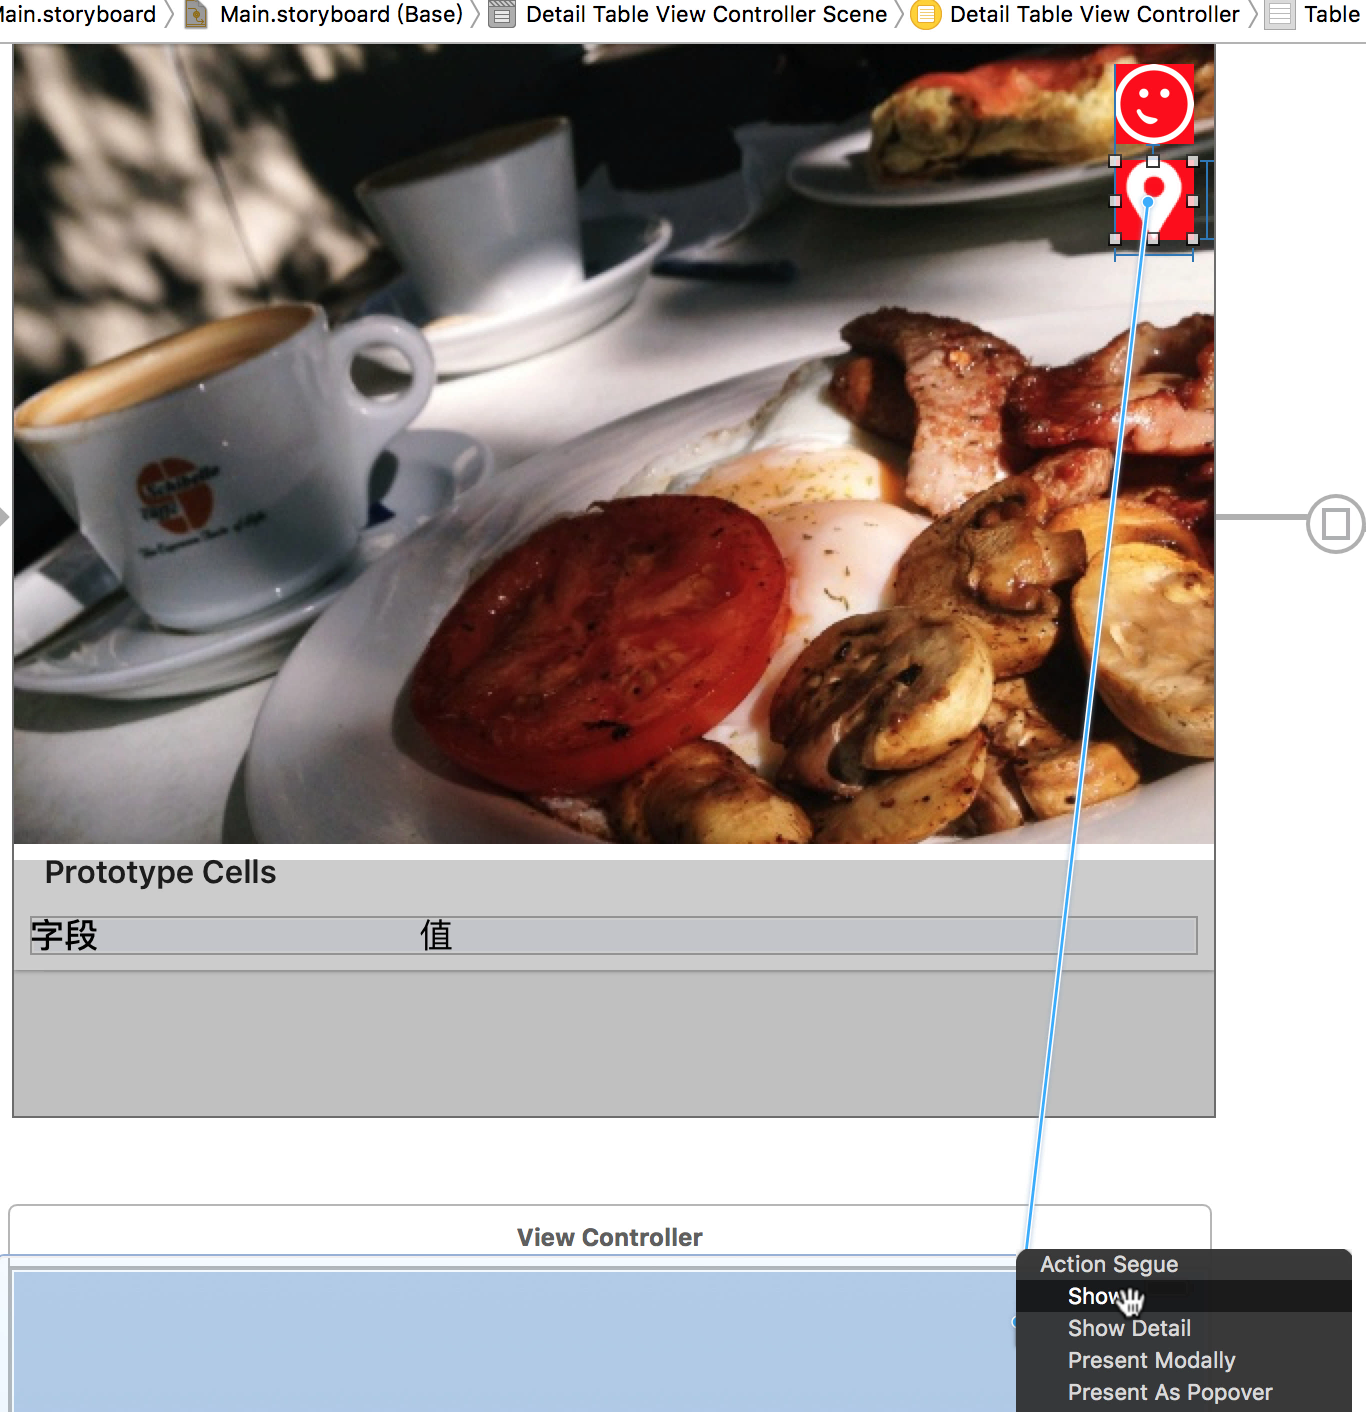 Main.storyboard 〉 Main.storyboard (Base) 〉 Detail Table View Controller Scene 〉 Detail Table View Controller 〉 Table
Prototype Cells
字段 值
View Controller
Action Segue
Show
Show Detail
Present Modally
Present As Popover